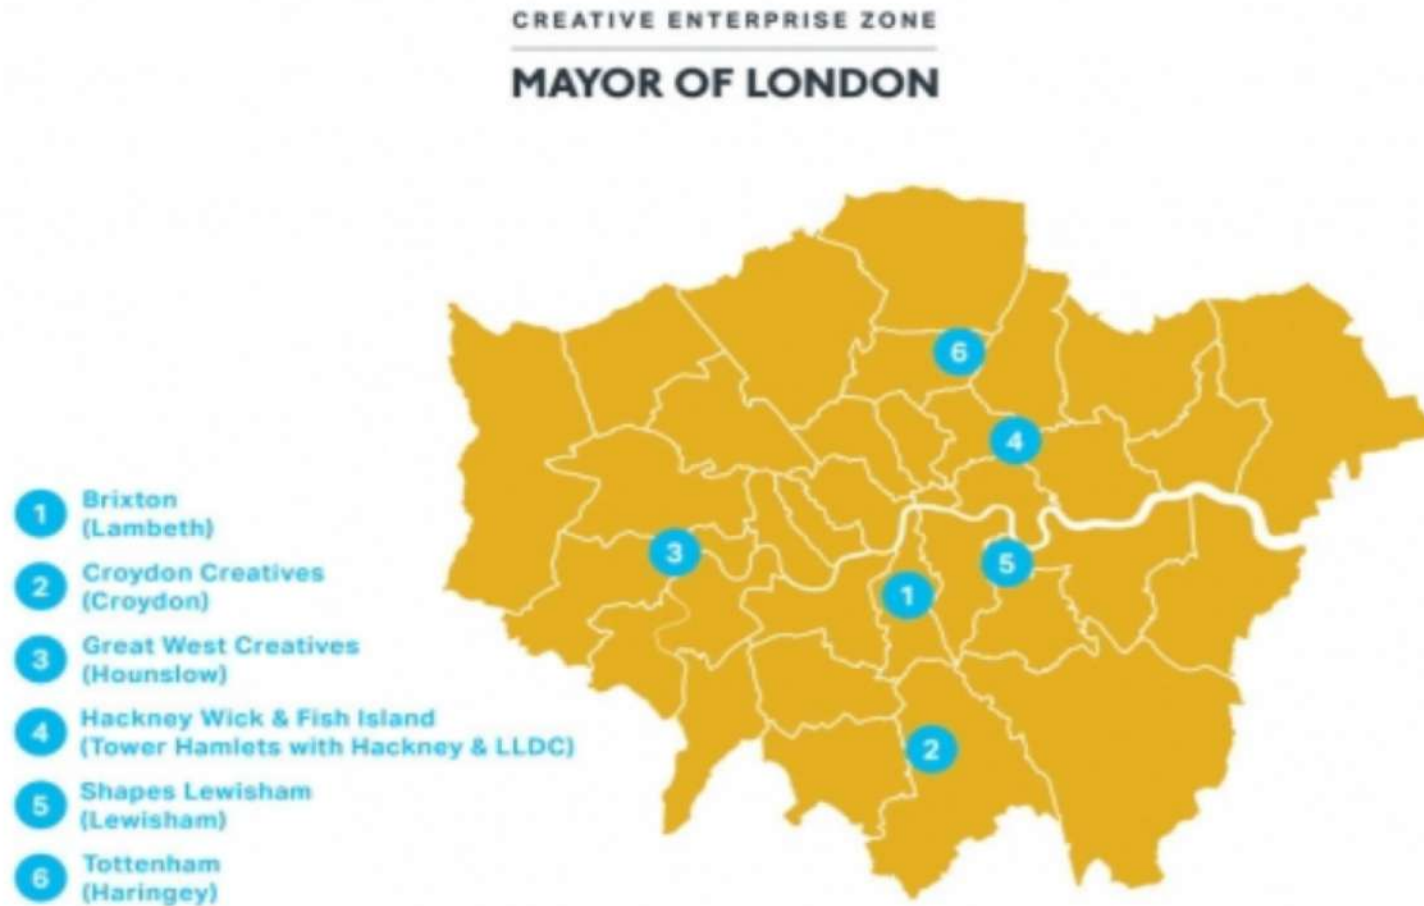 CREATIVE ENTERPRISE ZONE
MAYOR OF LONDON
6
4
3
5
1
2
1 Brixton
(Lambeth)
2 Croydon Creatives
(Croydon)
3 Great West Creatives
(Hounslow)
4 Hackney Wick & Fish Island
(Tower Hamlets with Hackney & LLDC)
5 Shapes Lewisham
(Lewisham)
6 Tottenham
(Haringey)